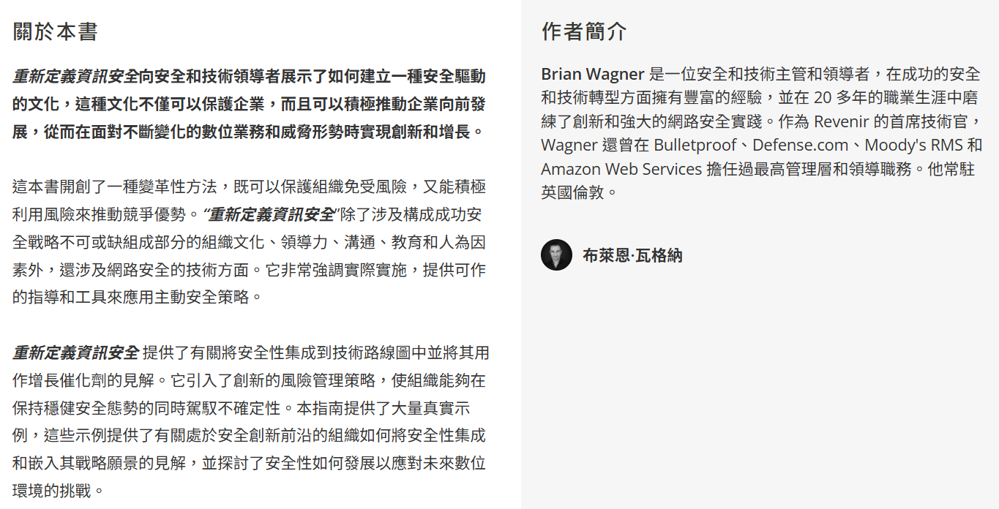 關於本書
重新定義資訊安全向安全和技術領導者展示了如何建立一種安全驅動
的文化，這種文化不僅可以保護企業，而且可以積極推動企業向前發
展，從而在面對不斷變化的數位業務和威脅形勢時實現創新和增長。
這本書開創了一種變革性方法，既可以保護組織免受風險，又能積極
利用風險來推動競爭優勢。“重新定義資訊安全”除了涉及構成成功安
全戰略不可或缺組成部分的組織文化、領導力、溝通、教育和人為因
素外，還涉及網路安全的技術方面。它非常強調實際實施，提供可作
的指導和工具來應用主動安全策略。
重新定義資訊安全 提供了有關將安全性集成到技術路線圖中並將其用
作增長催化劑的見解。它引入了創新的風險管理策略，使組織能夠在
保持穩健安全態勢的同時駕馭不確定性。本指南提供了大量真實示
例，這些示例提供了有關處於安全創新前沿的組織如何將安全性集成
和嵌入其戰略願景的見解，並探討了安全性如何發展以應對未來數位
環境的挑戰。
作者簡介
Brian Wagner 是一位安全和技術主管和領導者，在成功的安全
和技術轉型方面擁有豐富的經驗，並在 20 多年的職業生涯中磨
練了創新和強大的網路安全實踐。作為 Revenir 的首席技術官，
Wagner 還曾在 Bulletproof、Defense.com、Moody's RMS 和
Amazon Web Services 擔任過最高管理層和領導職務。他常駐
英國倫敦。
布萊恩·瓦格納